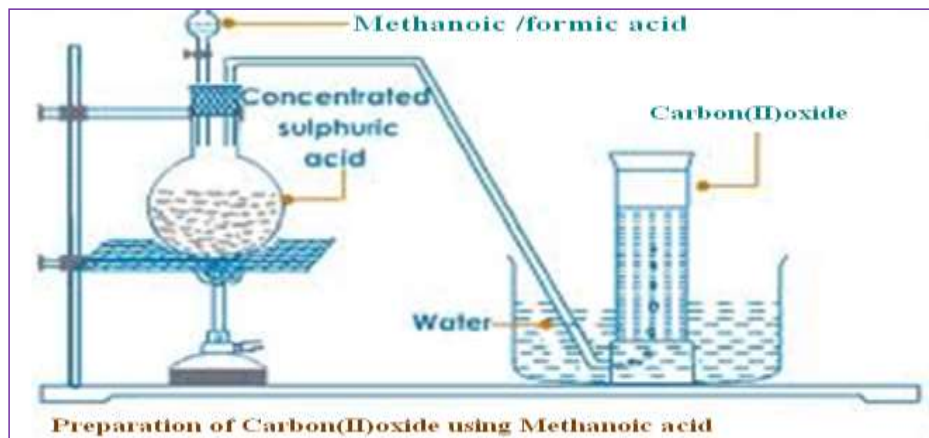 Methanoic /formic acid
Concentrated
sulphuric
acid
Carbon(II)oxide
Water
Preparation of Carbon(II)oxide using Methanoic acid